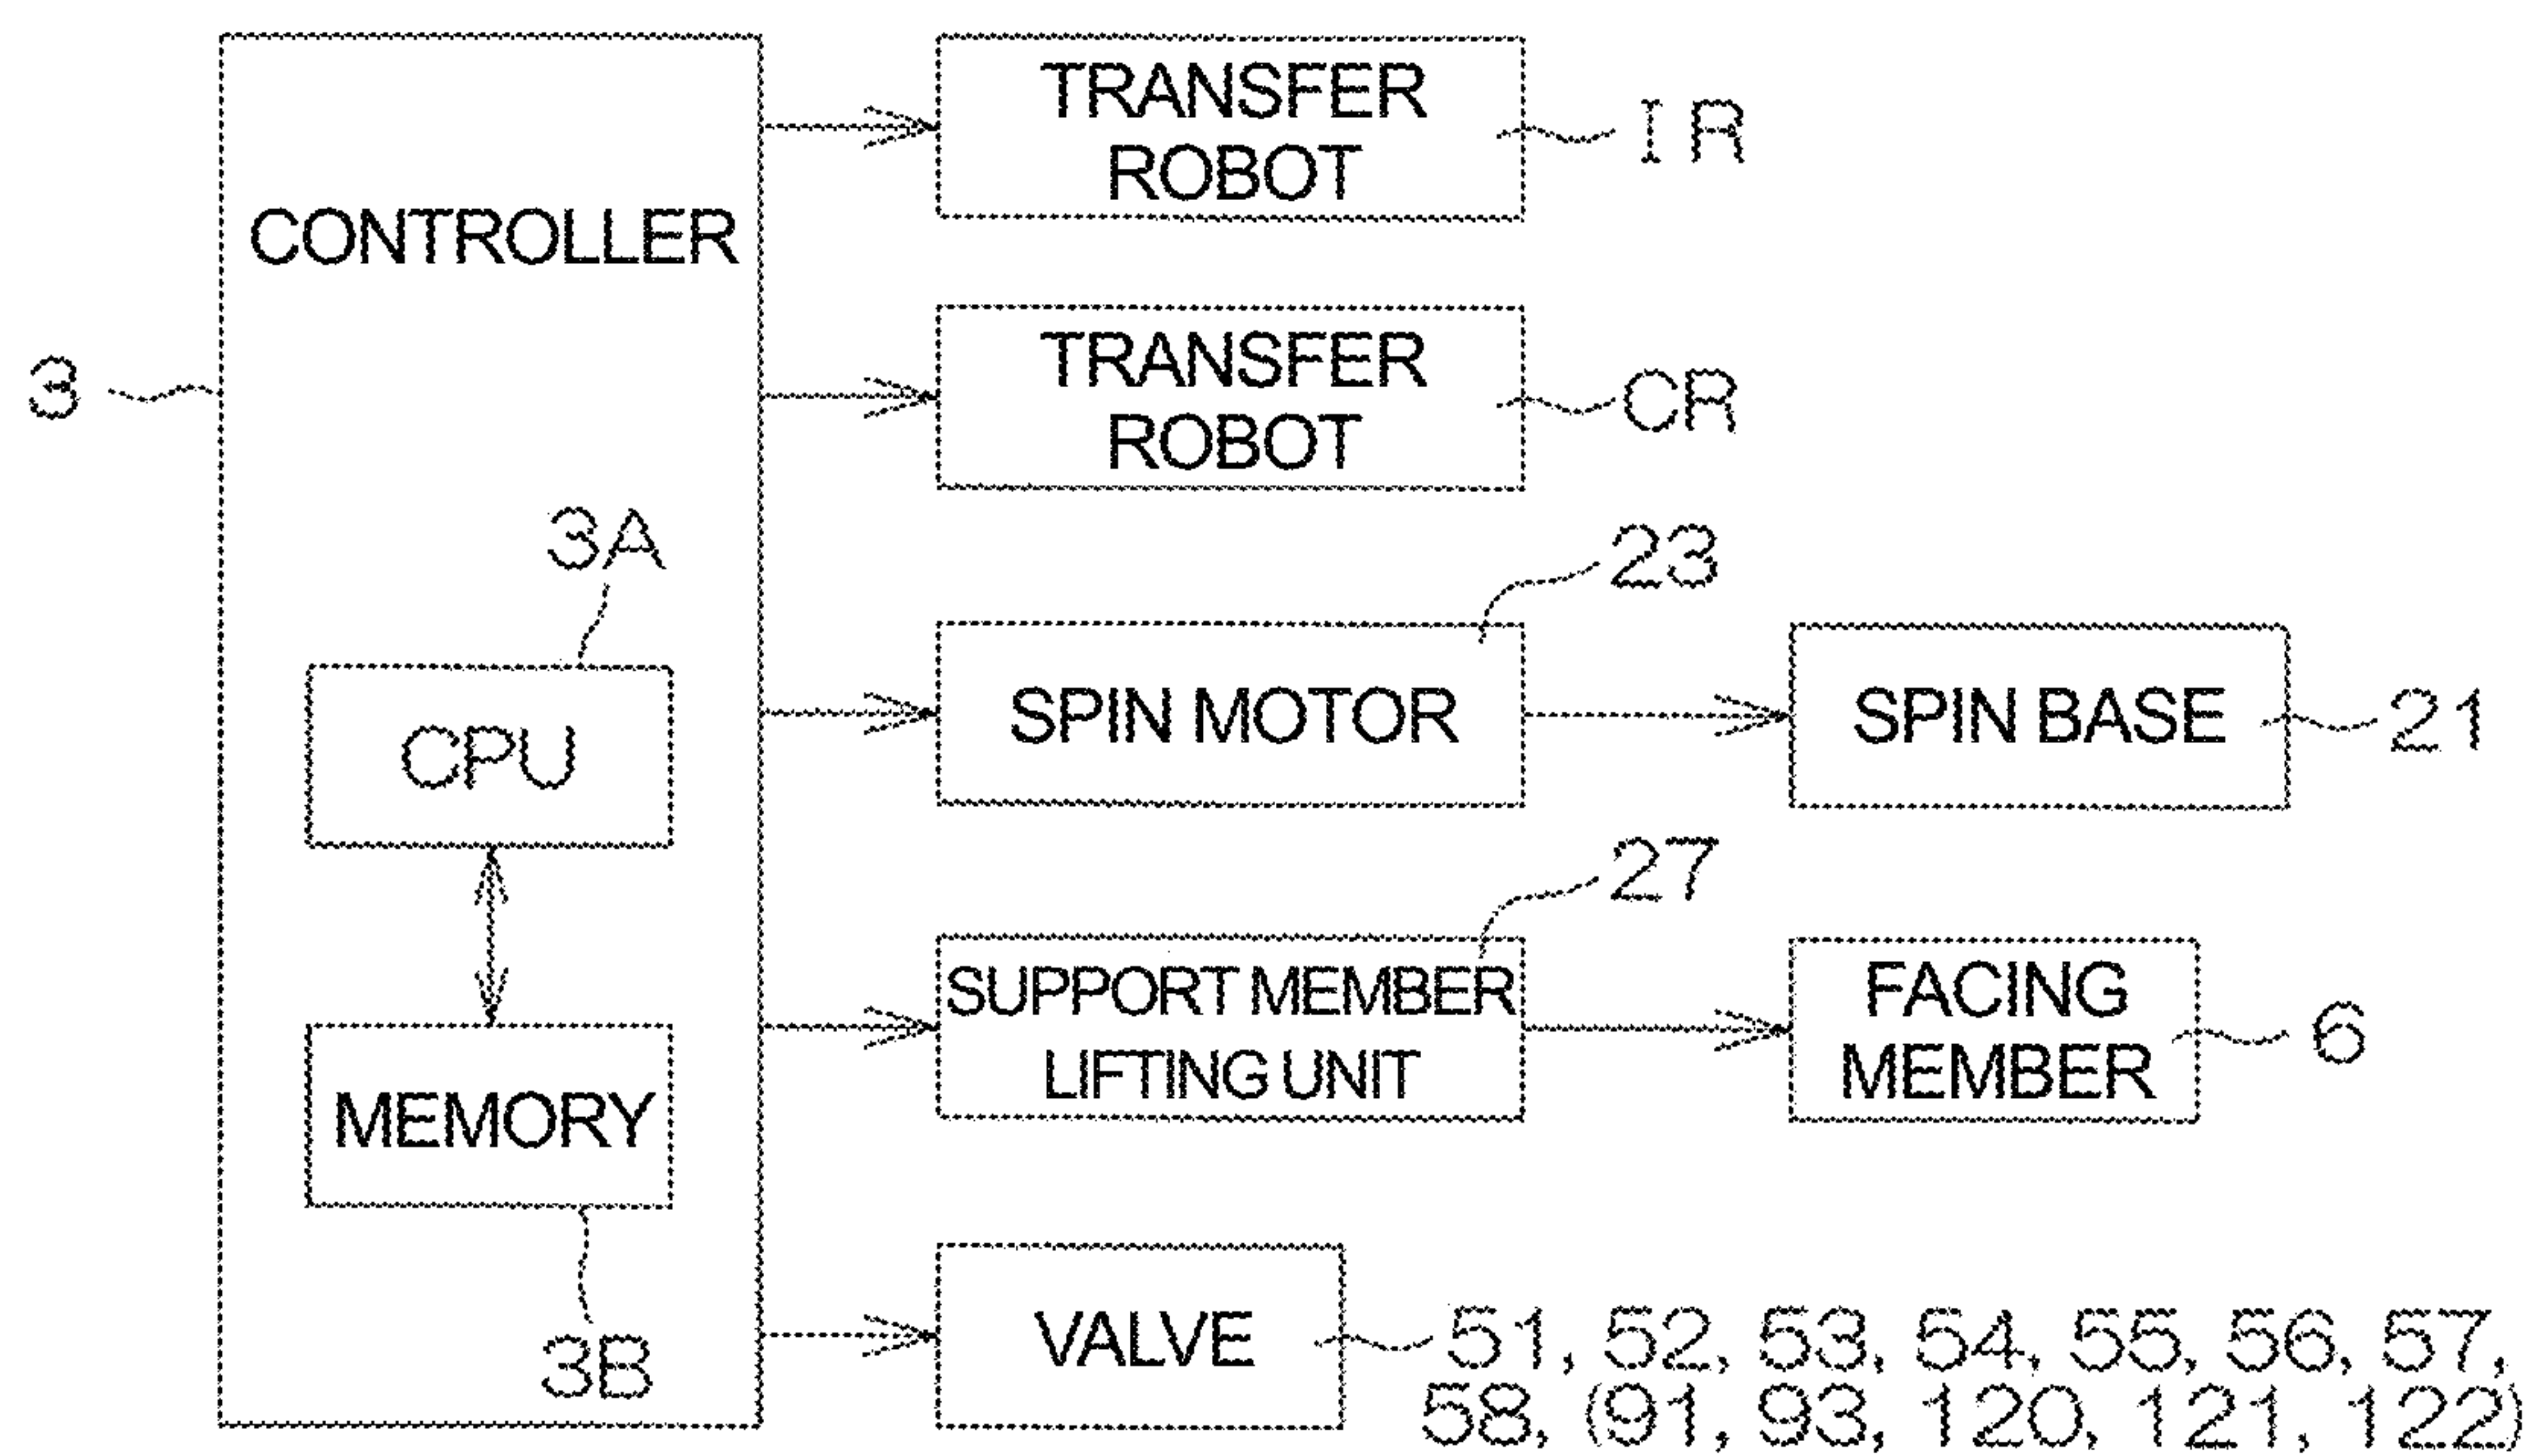 TRANSFER
ROBOT
IR
CONTROLLER
TRANSFER
ROBOT
CR
3
3A
23
CPU
SPIN MOTOR
SPIN BASE
21
27
SUPPORT MEMBER
LIFTING UNIT
FACING
MEMBER
6
MEMORY
3B
VALVE
51, 52, 53, 54, 55, 56, 57,
58, (91, 93, 120, 121, 122)